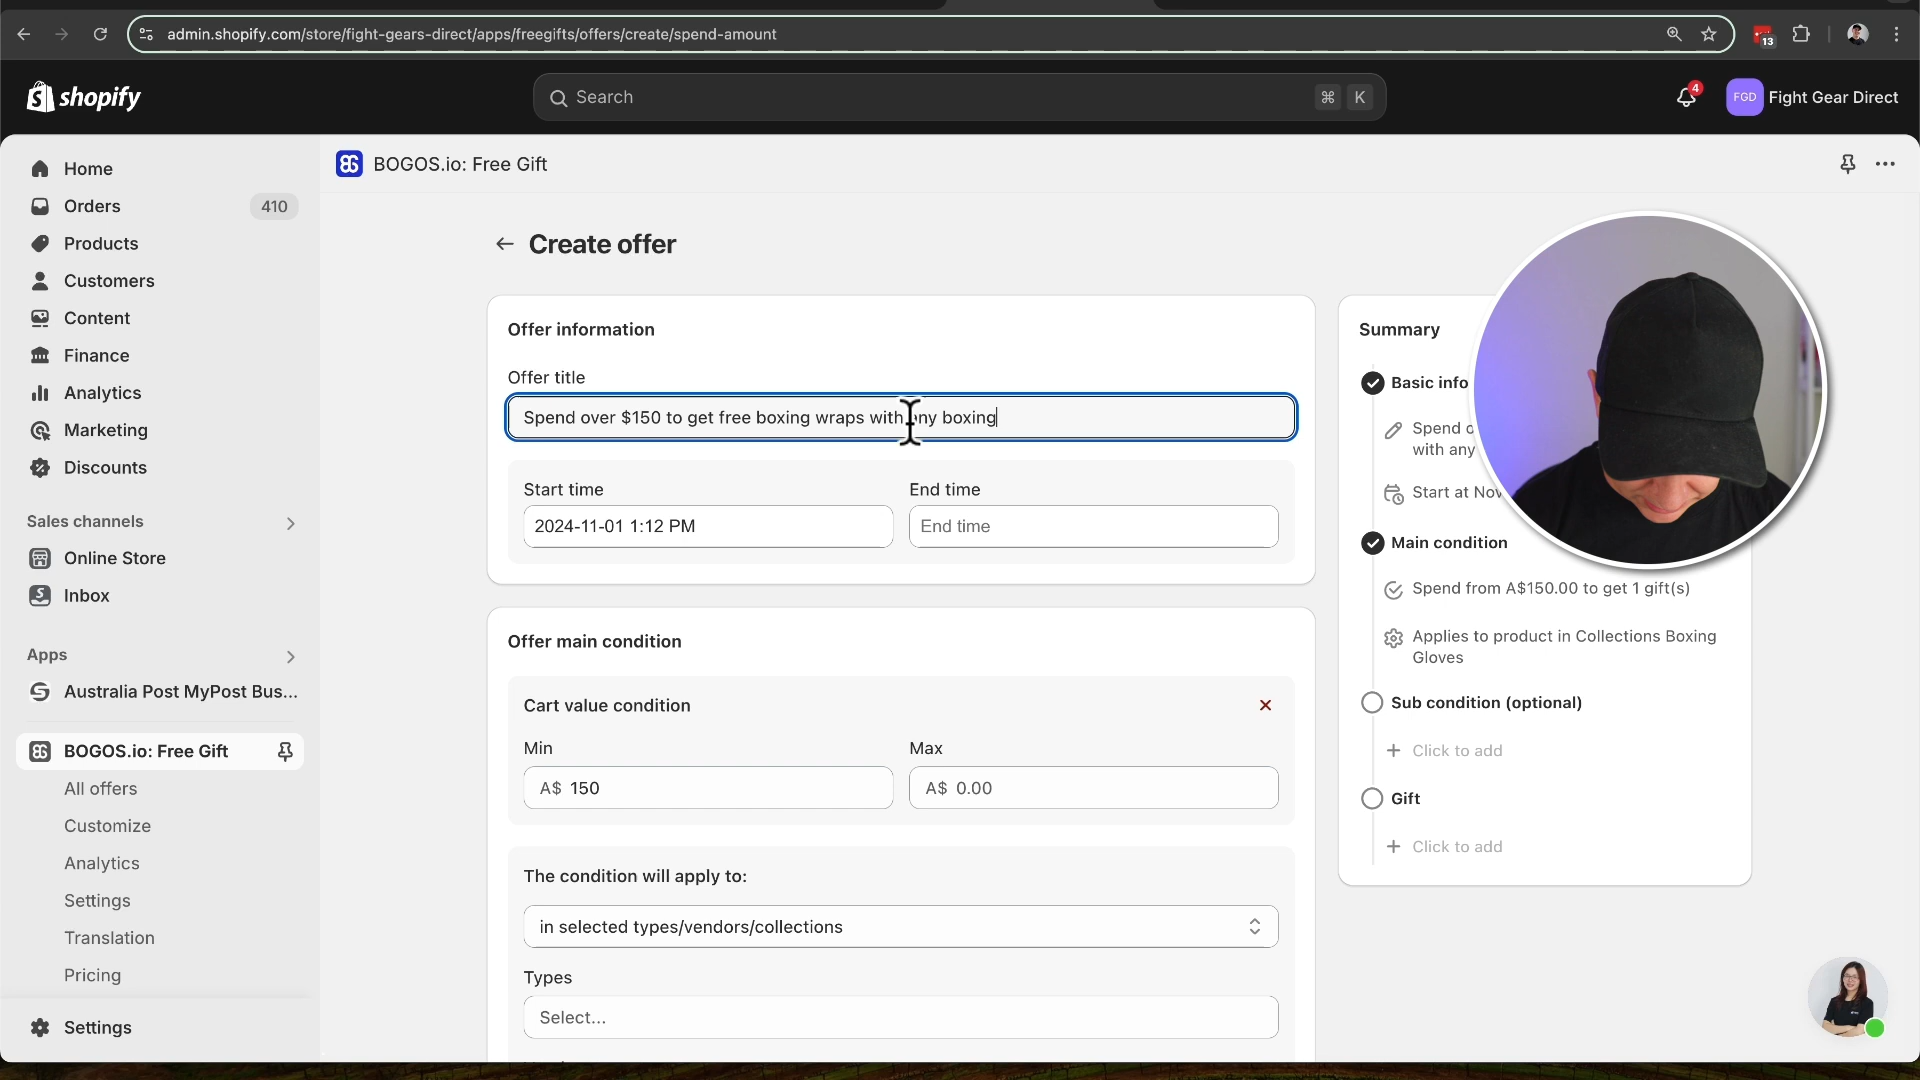 admin.shopify.com/store/fight-gears-direct/apps/freegifts/offers/create/spend-amount
13
shopify
Search
⌘ K
4
FGD
Fight Gear Direct
Home
Orders
410
Products
Customers
Content
Finance
Analytics
Marketing
Discounts
Sales channels
Online Store
Inbox
Apps
Australia Post MyPost Bus...
BOGOS.io: Free Gift
All offers
Customize
Analytics
Settings
Translation
Pricing
Settings
BOGOS.io: Free Gift
Create offer
Offer information
Offer title
Spend over $150 to get free boxing wraps with any boxing
Start time
End time
2024-11-01 1:12 PM
End time
Offer main condition
Cart value condition
Min
Max
A$ 150
A$ 0.00
The condition will apply to:
in selected types/vendors/collections
Types
Select...
Summary
Basic info
Spend
with any
Start at Nov
Main condition
Spend from A$150.00 to get 1 gift(s)
Applies to product in Collections Boxing
Gloves
Sub condition (optional)
Click to add
Gift
Click to add